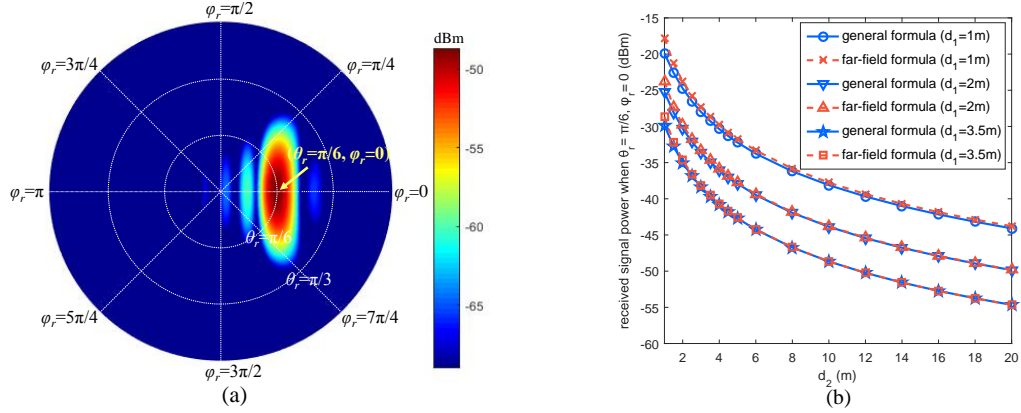 φr=π/2
dBm
φr=3π/4
φr=π/4
-50
(θr=π/6, φr=0)
-55
φr=π
φr=0
-60
θr=π/6
θr=π/3
-65
φr=5π/4
φr=7π/4
φr=3π/2
(a)
received signal power when θr = π/6, φr= 0 (dBm)
-15
-20
-25
-30
-35
-40
-45
-50
-55
-60
general formula (d1=1m)
far-field formula (d1=1m)
general formula (d1=2m)
far-field formula (d1=2m)
general formula (d1=3.5m)
far-field formula (d1=3.5m)
2 4 6 8 10 12 14 16 18 20
d2 (m)
(b)